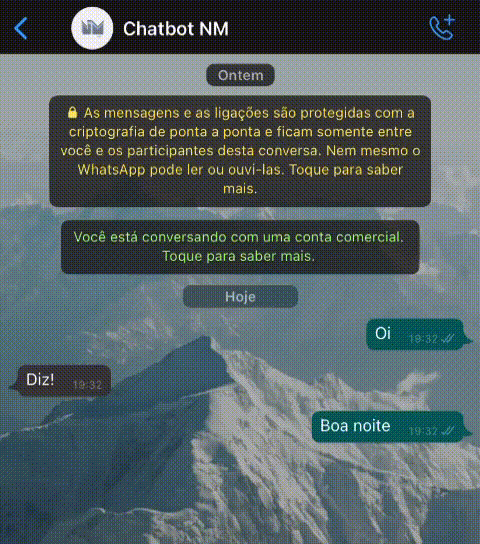 Chatbot NM
Ontem
As mensagens e as ligações são protegidas com a
criptografia de ponta a ponta e ficam somente entre
você e os participantes desta conversa. Nem mesmo o
WhatsApp pode ler ou ouvi-las. Toque para saber
mais.
Você está conversando com uma conta comercial.
Toque para saber mais.
Hoje
Oi 19:32
Diz! 19:32
Boa noite 19:32